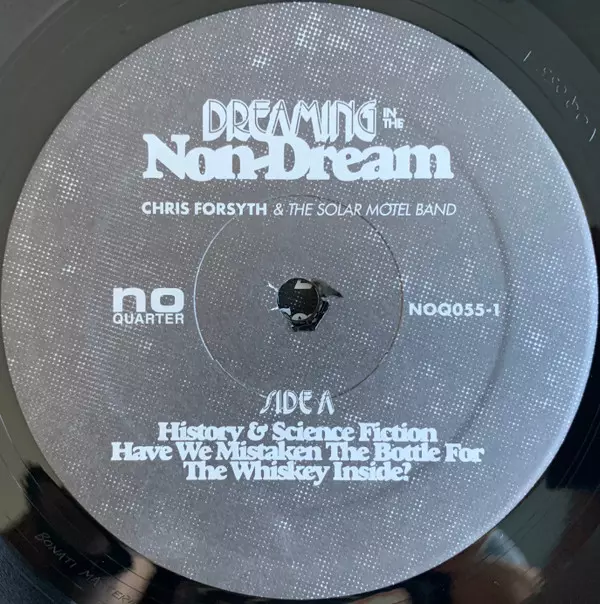 DREAMING IN THE
Non-Dream
CHRIS FORSYTH & THE SOLAR MOTEL BAND
no
QUARTER
NOQ055-1
SIDE A
History & Science Fiction
Have We Mistaken The Bottle For
The Whiskey Inside?
BONATI